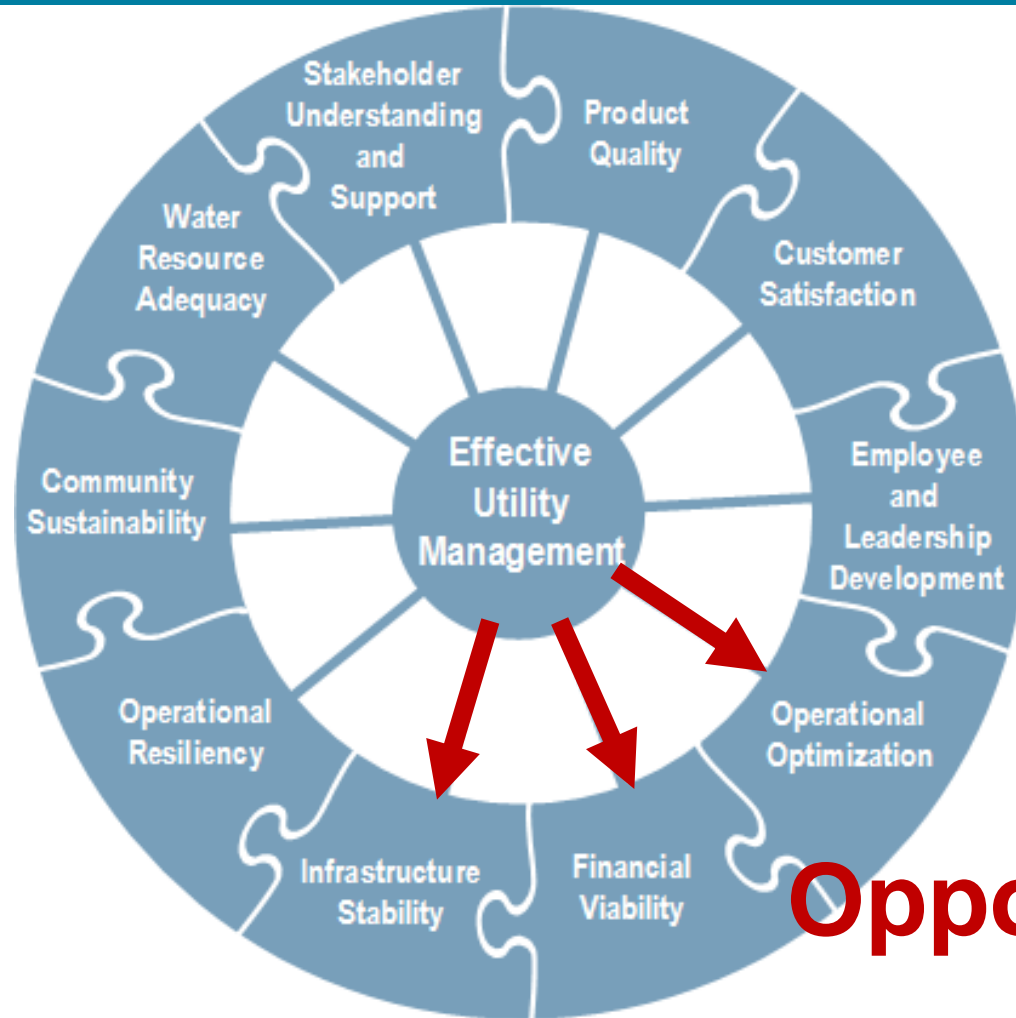 Stakeholder
Understanding
and
Support
Product
Quality
Customer
Satisfaction
Employee
and
Leadership
Development
Operational
Optimization
Financial
Viability
Infrastructure
Stability
Operational
Resiliency
Community
Sustainability
Water
Resource
Adequacy
Effective
Utility
Management
Oppo